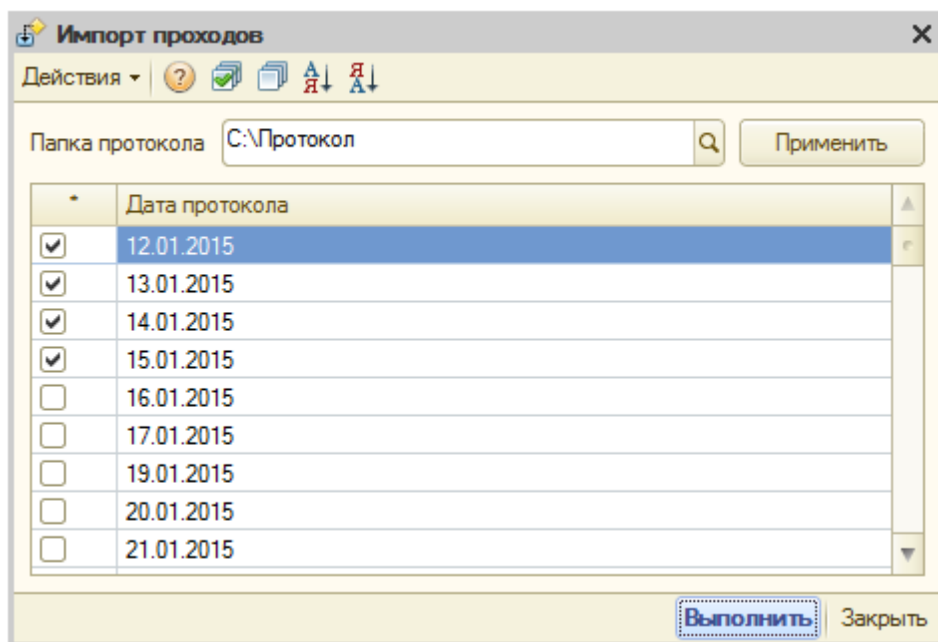 Импорт проходов
Действия
Папка протокола С:\Протокол Применить
* Дата протокола
12.01.2015
13.01.2015
14.01.2015
15.01.2015
16.01.2015
17.01.2015
19.01.2015
20.01.2015
21.01.2015
Выполнить Закрыть